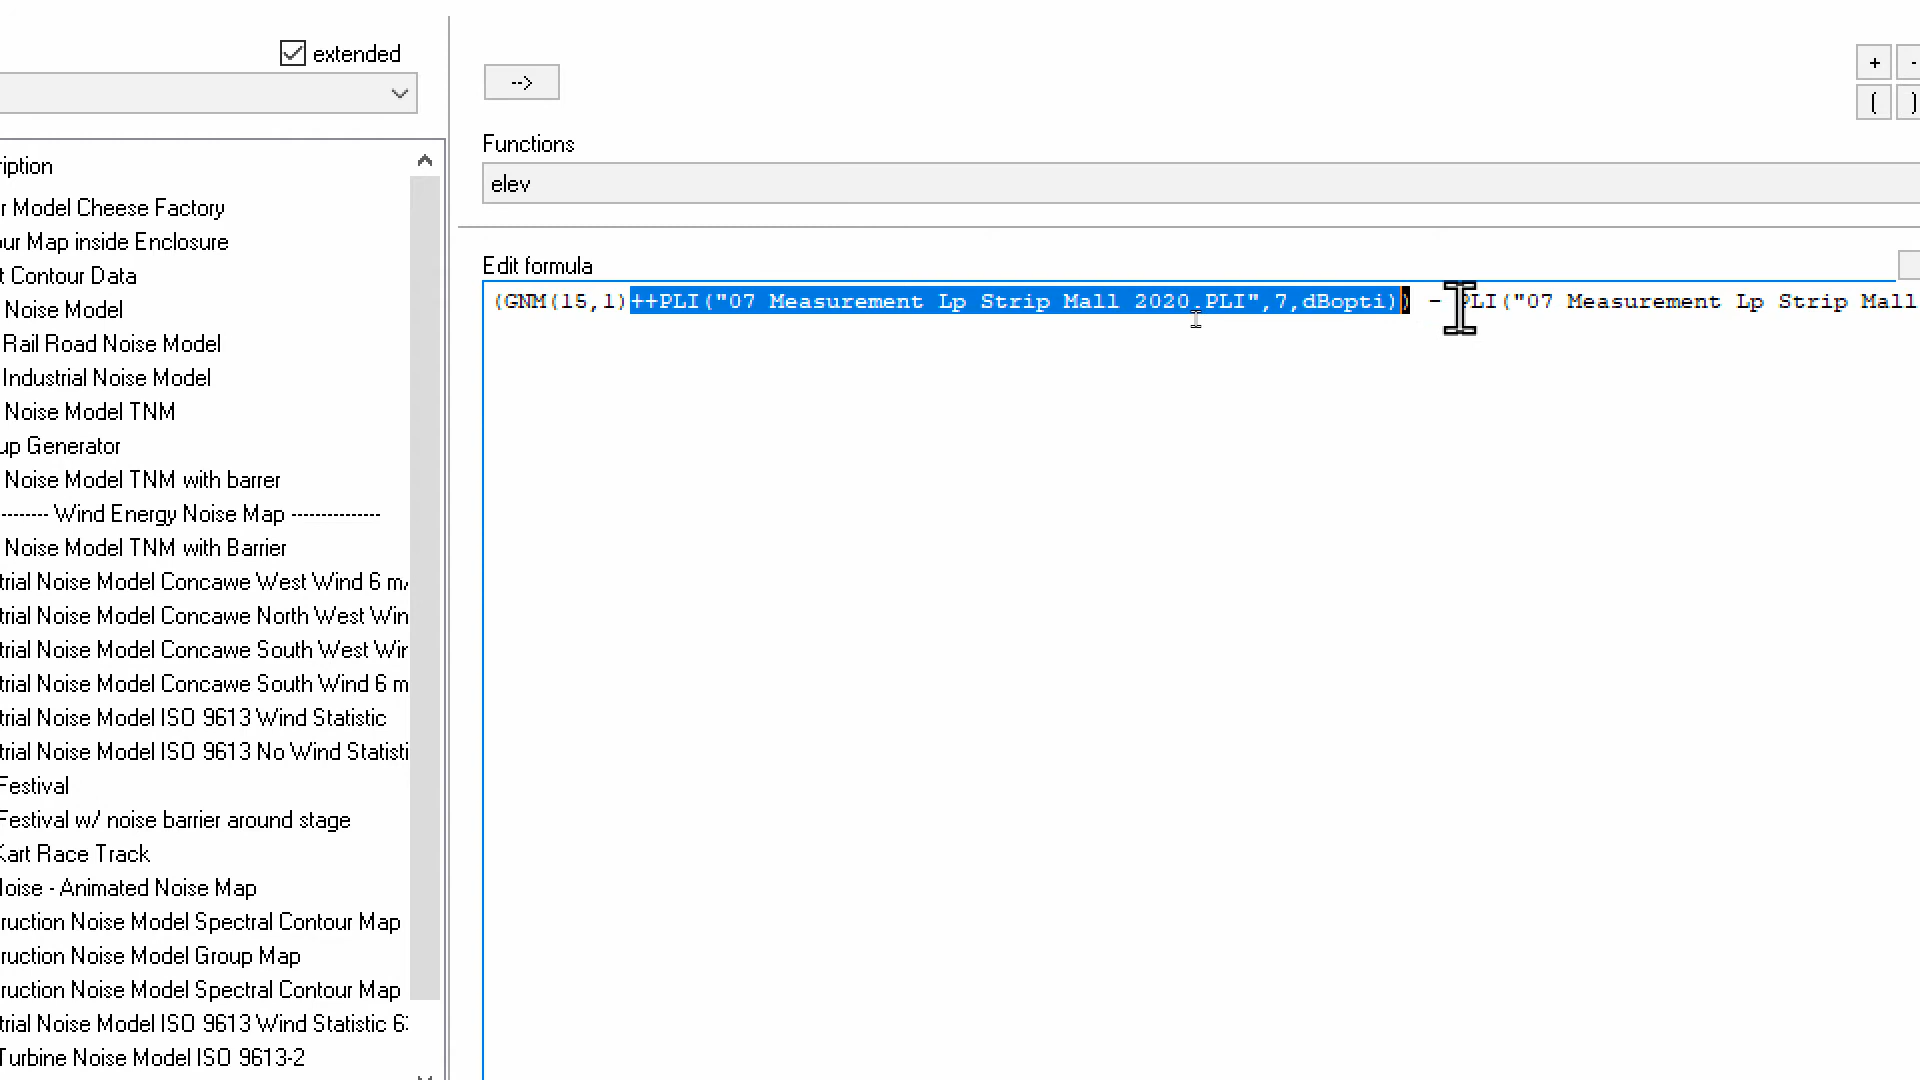 extended
-->
+ -
( )
Functions
elev
Edit formula
(GNM(15,1)++PLI("07 Measurement Lp Strip Mall 2020.PLI",7,dBopti)) - PLI("07 Measurement Lp Strip Mall
ription
r Model Cheese Factory
our Map inside Enclosure
t Contour Data
Noise Model
Rail Road Noise Model
Industrial Noise Model
Noise Model TNM
up Generator
Noise Model TNM with barrer
-------- Wind Energy Noise Map ---------------
Noise Model TNM with Barrier
trial Noise Model Concawe West Wind 6 m/
trial Noise Model Concawe North West Win
trial Noise Model Concawe South West Wir
trial Noise Model Concawe South Wind 6 m
trial Noise Model ISO 9613 Wind Statistic
trial Noise Model ISO 9613 No Wind Statisti
Festival
Festival w/ noise barrier around stage
Kart Race Track
Noise - Animated Noise Map
ruction Noise Model Spectral Contour Map
ruction Noise Model Group Map
ruction Noise Model Spectral Contour Map
trial Noise Model ISO 9613 Wind Statistic 6:
Turbine Noise Model ISO 9613-2